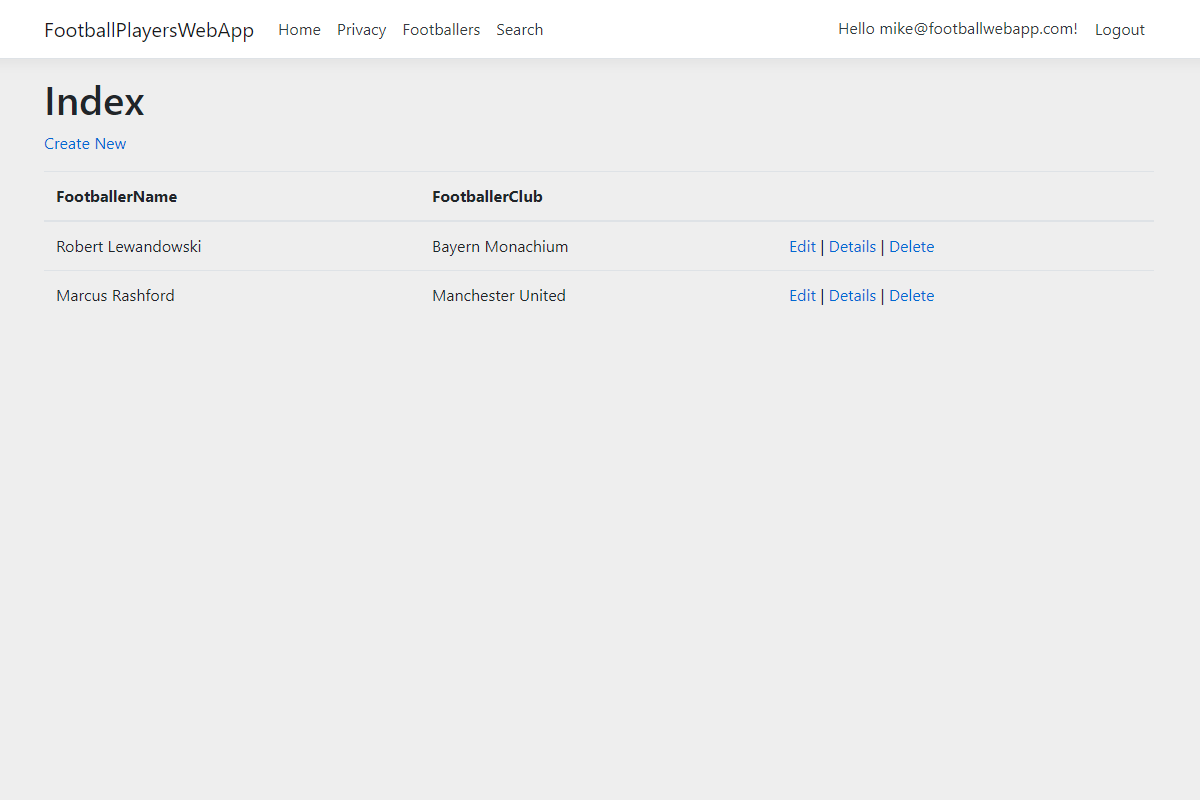 FootballPlayersWebApp Home Privacy Footballers Search Hello mike@footballwebapp.com! Logout
Index
Create New
FootballerName FootballerClub
Robert Lewandowski Bayern Monachium Edit | Details | Delete
Marcus Rashford Manchester United Edit | Details | Delete